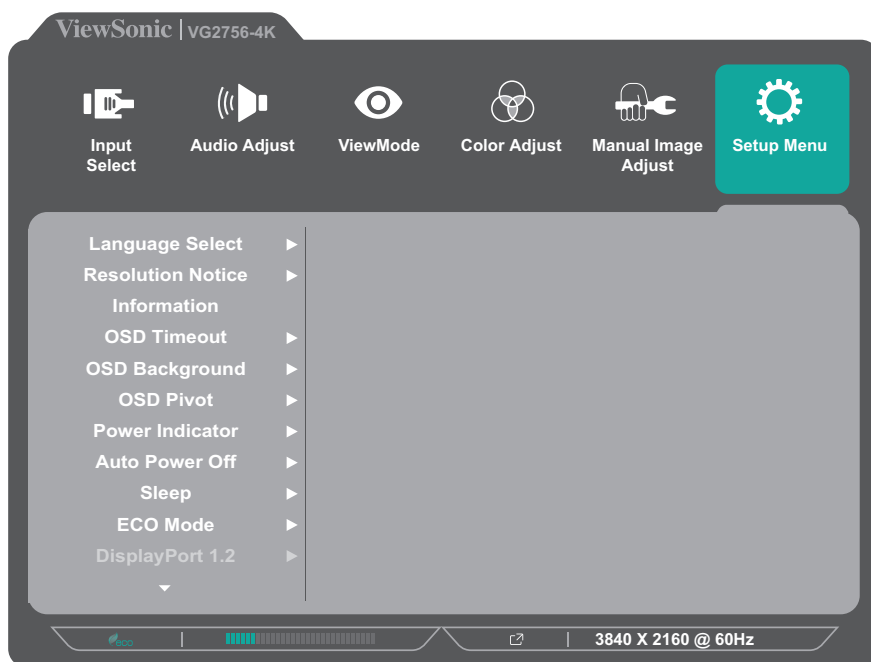 ViewSonic | VG2756-4K
Input
Select
Audio Adjust
ViewMode
Color Adjust
Manual Image
Adjust
Setup Menu
Language Select
Resolution Notice
Information
OSD Timeout
OSD Background
OSD Pivot
Power Indicator
Auto Power Off
Sleep
ECO Mode
DisplayPort 1.2
eco
3840 X 2160 @ 60Hz